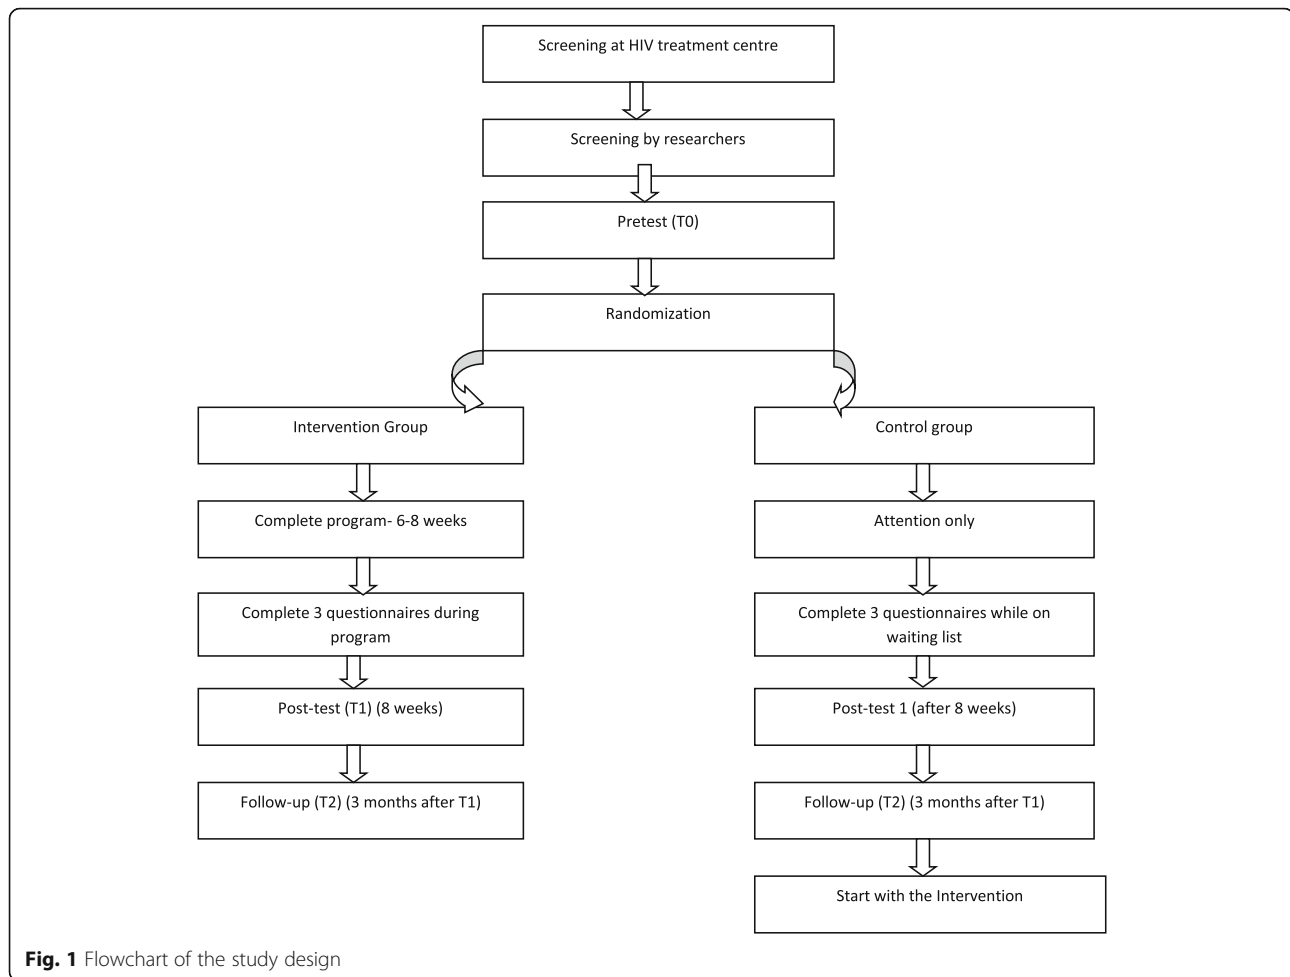 Screening at HIV treatment centre
Screening by researchers
Pretest (T0)
Randomization
Intervention Group
Control group
Complete program- 6-8 weeks
Attention only
Complete 3 questionnaires during
program
Complete 3 questionnaires while on
waiting list
Post-test (T1) (8 weeks)
Post-test 1 (after 8 weeks)
Follow-up (T2) (3 months after T1)
Follow-up (T2) (3 months after T1)
Start with the Intervention
Fig. 1 Flowchart of the study design